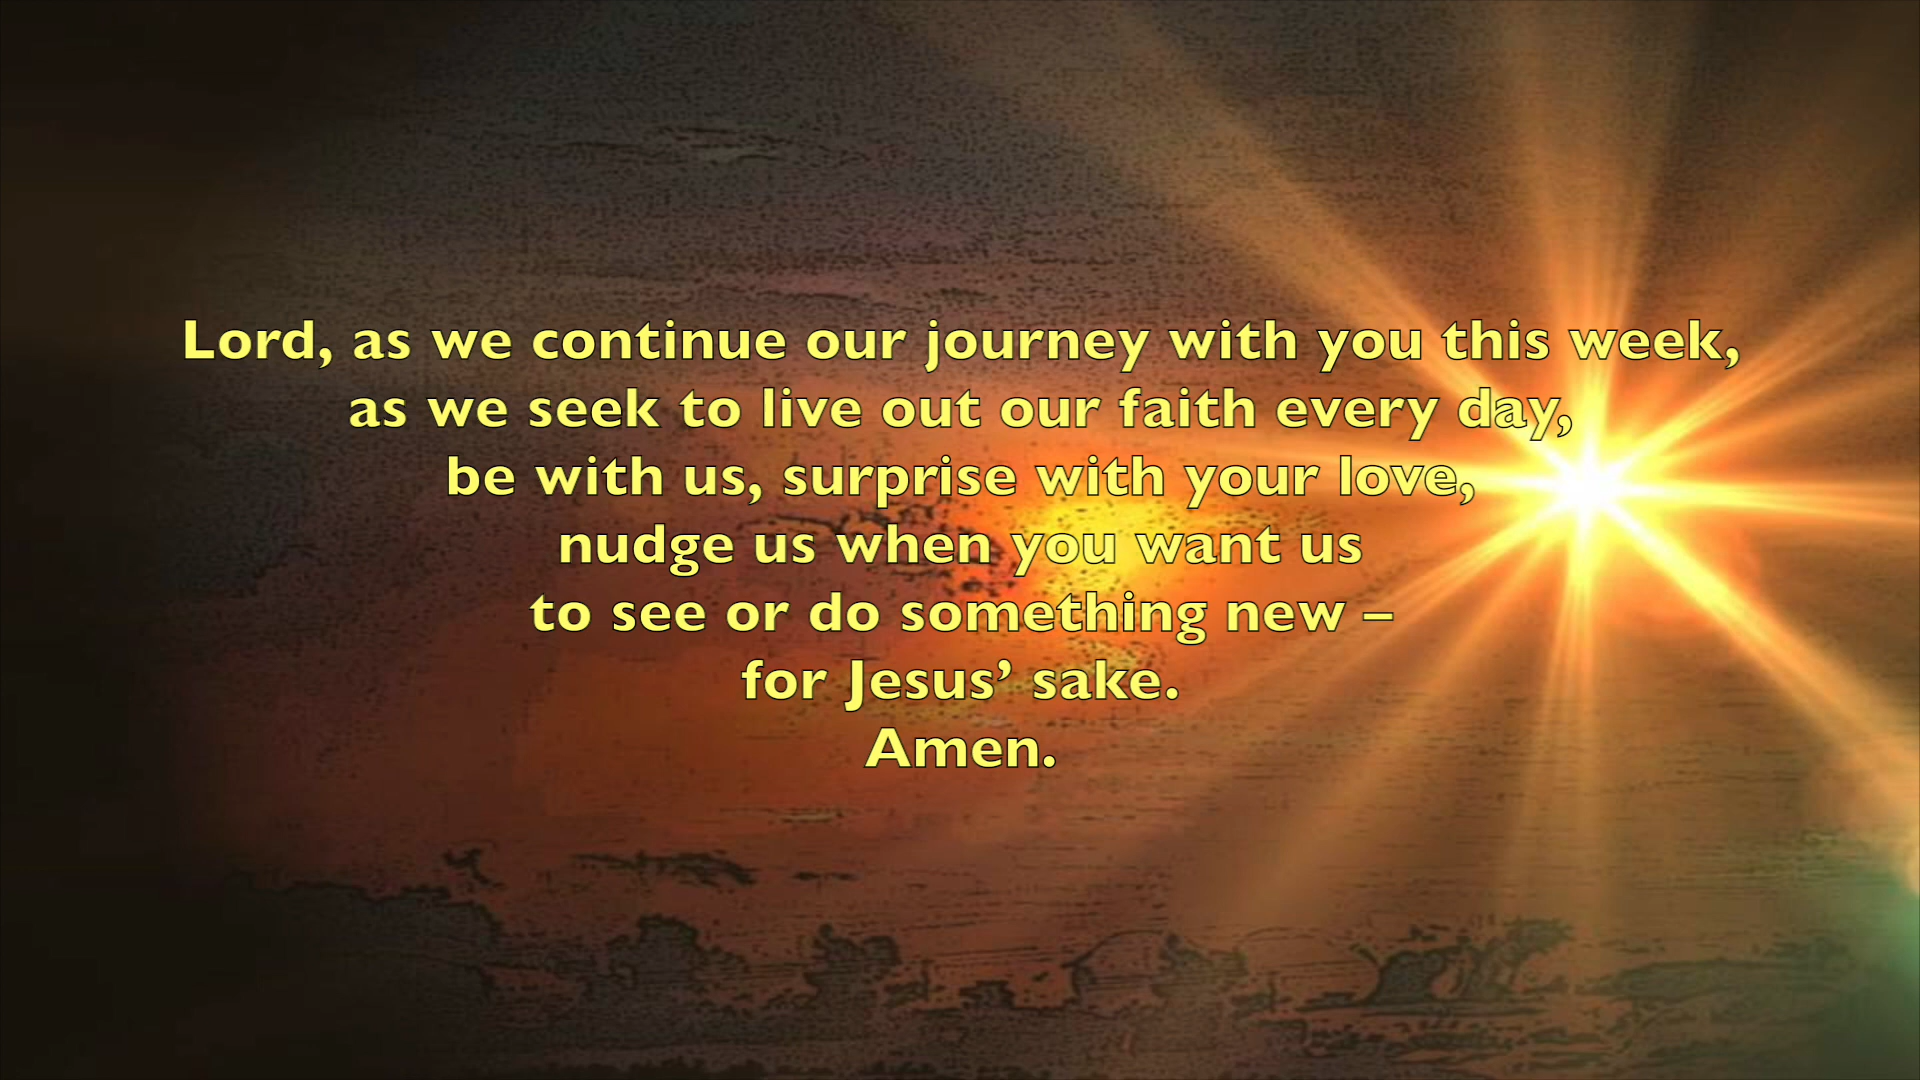 Lord, as we continue our journey with you this week,
as we seek to live out our faith every day,
be with us, surprise with your love,
nudge us when you want us
to see or do something new –
for Jesus’ sake.
Amen.